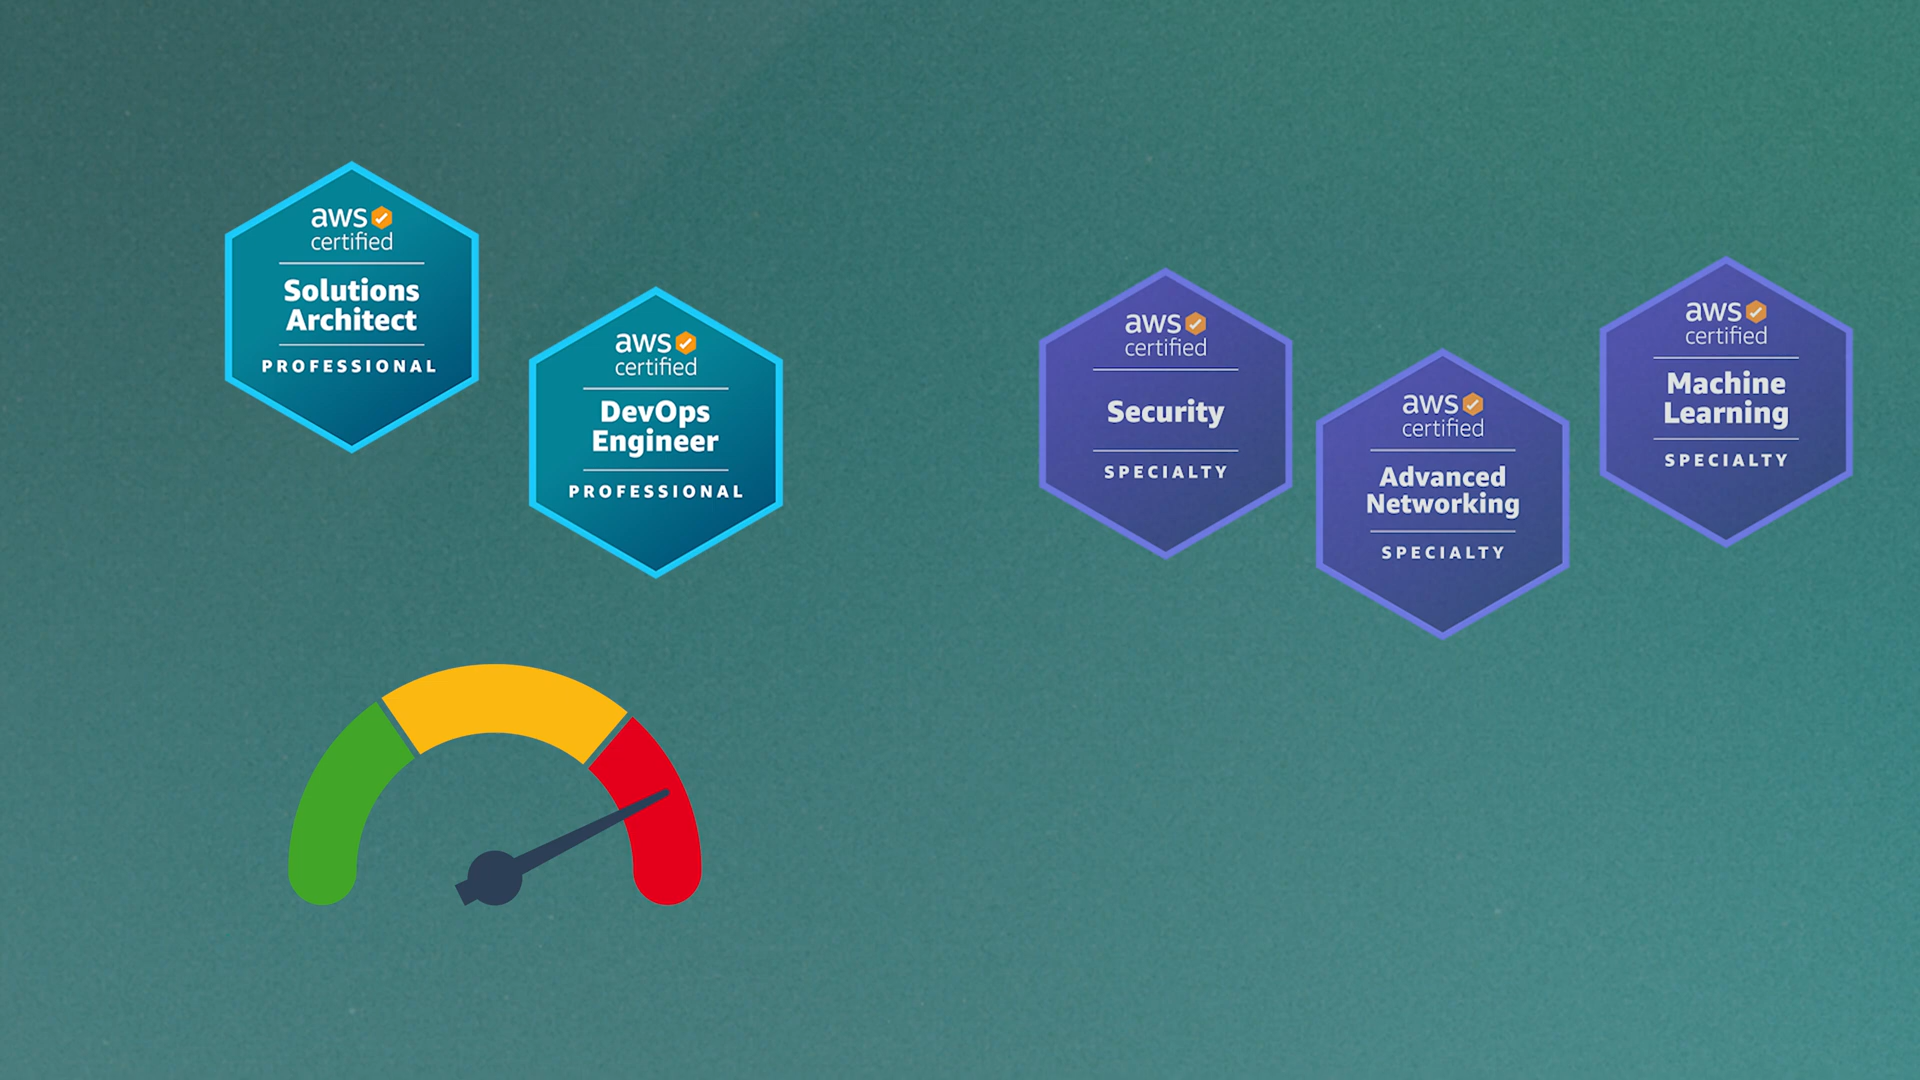 aws
certified
Solutions
Architect
PROFESSIONAL
aws
certified
DevOps
Engineer
PROFESSIONAL
aws
certified
Security
SPECIALTY
aws
certified
Advanced
Networking
SPECIALTY
aws
certified
Machine
Learning
SPECIALTY